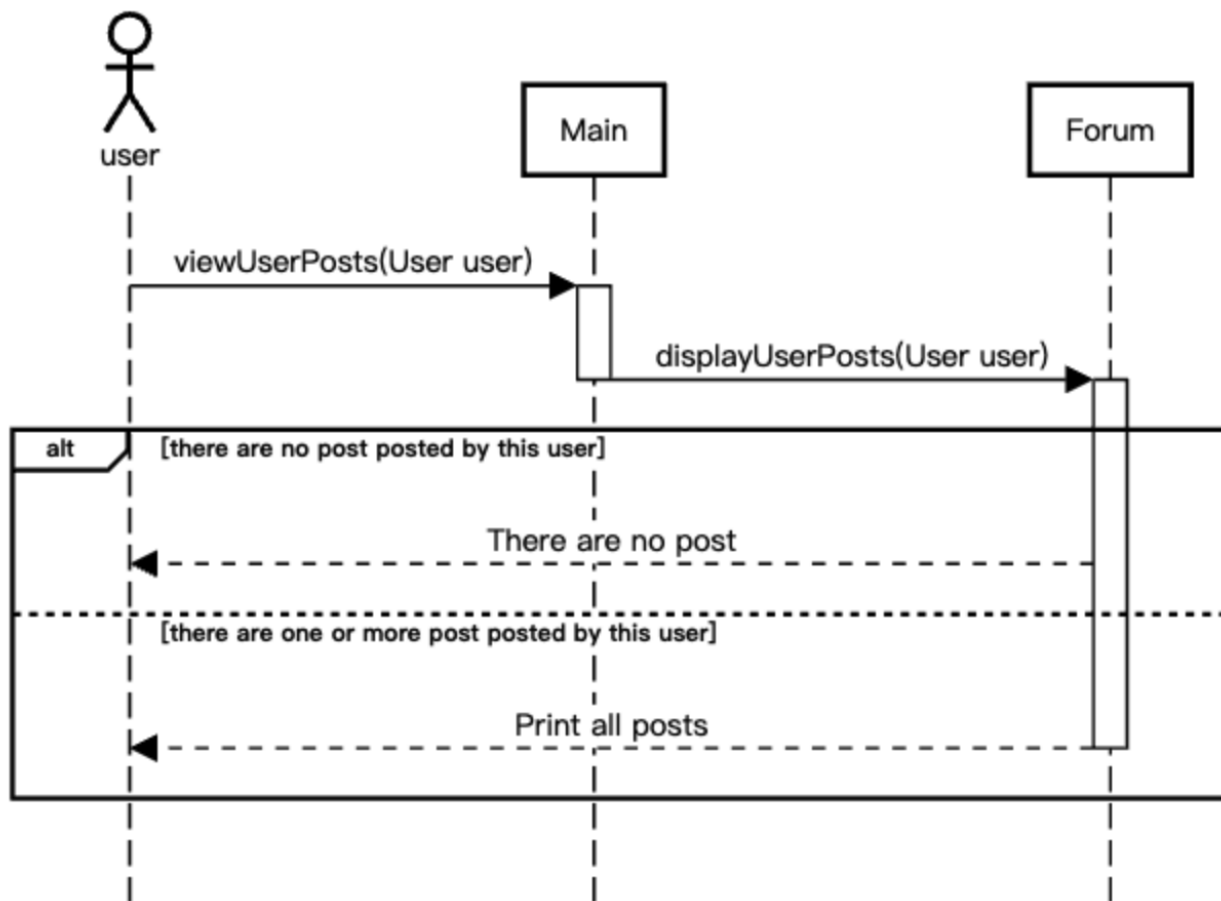 user
Main
Forum
viewUserPosts(User user)
displayUserPosts(User user)
alt
[there are no post posted by this user]
There are no post
[there are one or more post posted by this user]
Print all posts